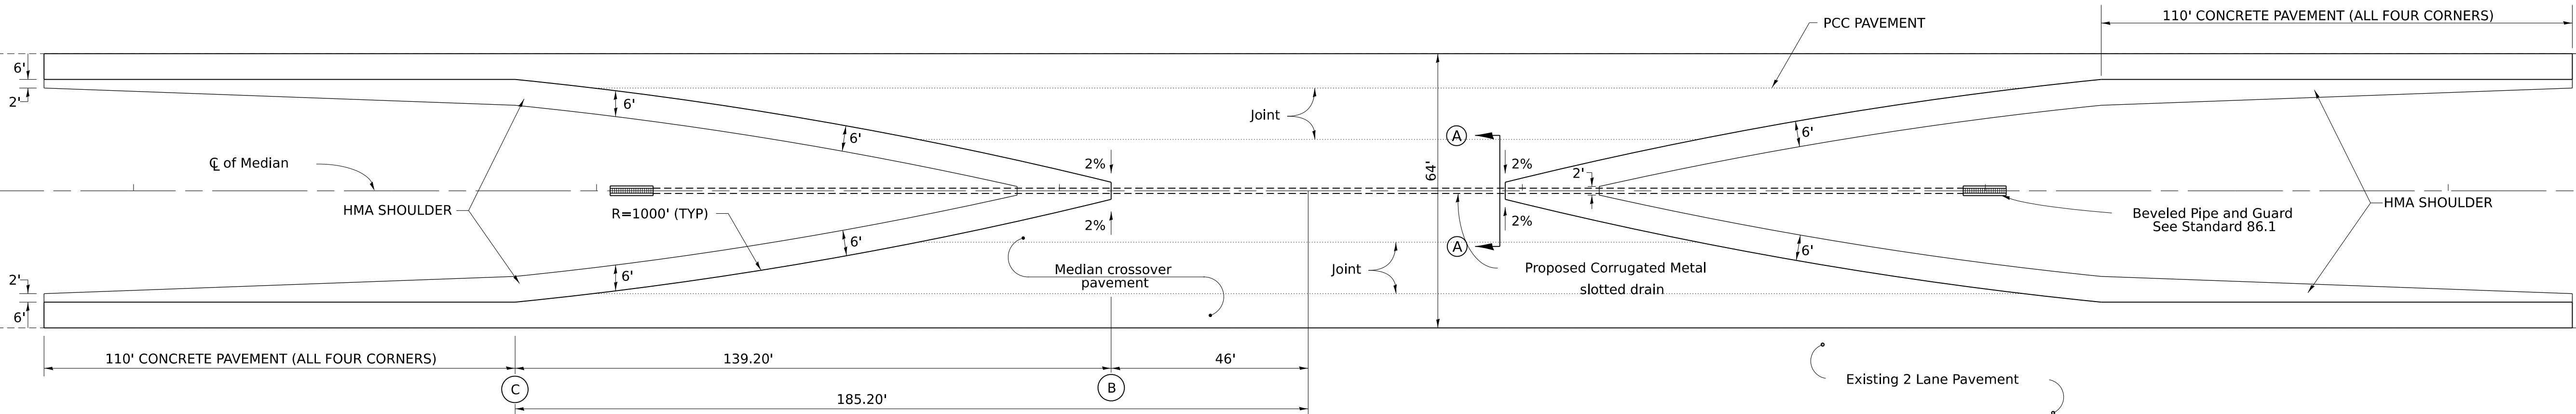 110' CONCRETE PAVEMENT (ALL FOUR CORNERS)
PCC PAVEMENT
6'
2'
6'
6'
Joint
64'
A
6'
℄ of Median
2%
2%
2'
HMA SHOULDER
R=1000' (TYP)
HMA SHOULDER
Beveled Pipe and Guard
See Standard 86.1
2%
2%
6'
A
6'
Median crossover
pavement
Joint
Proposed Corrugated Metal
slotted drain
2'
6'
6'
110' CONCRETE PAVEMENT (ALL FOUR CORNERS)
139.20'
46'
C
B
Existing 2 Lane Pavement
185.20'